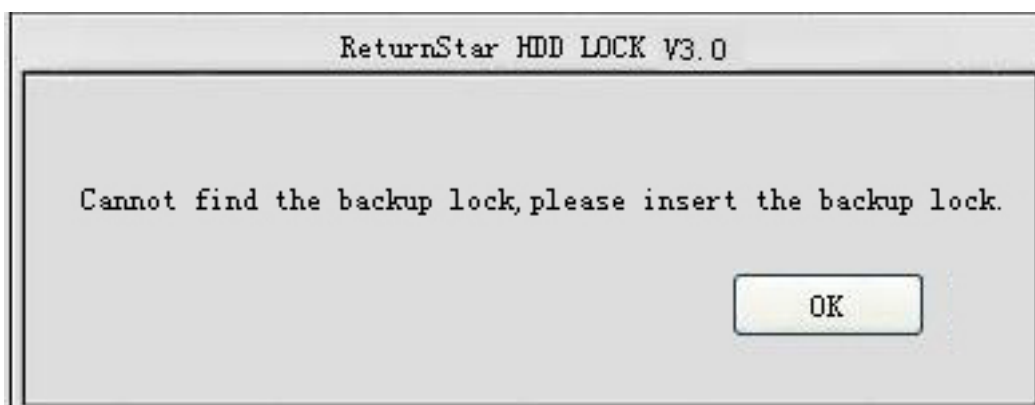 ReturnStar HDD LOCK V3.0
Cannot find the backup lock,please insert the backup lock.
OK